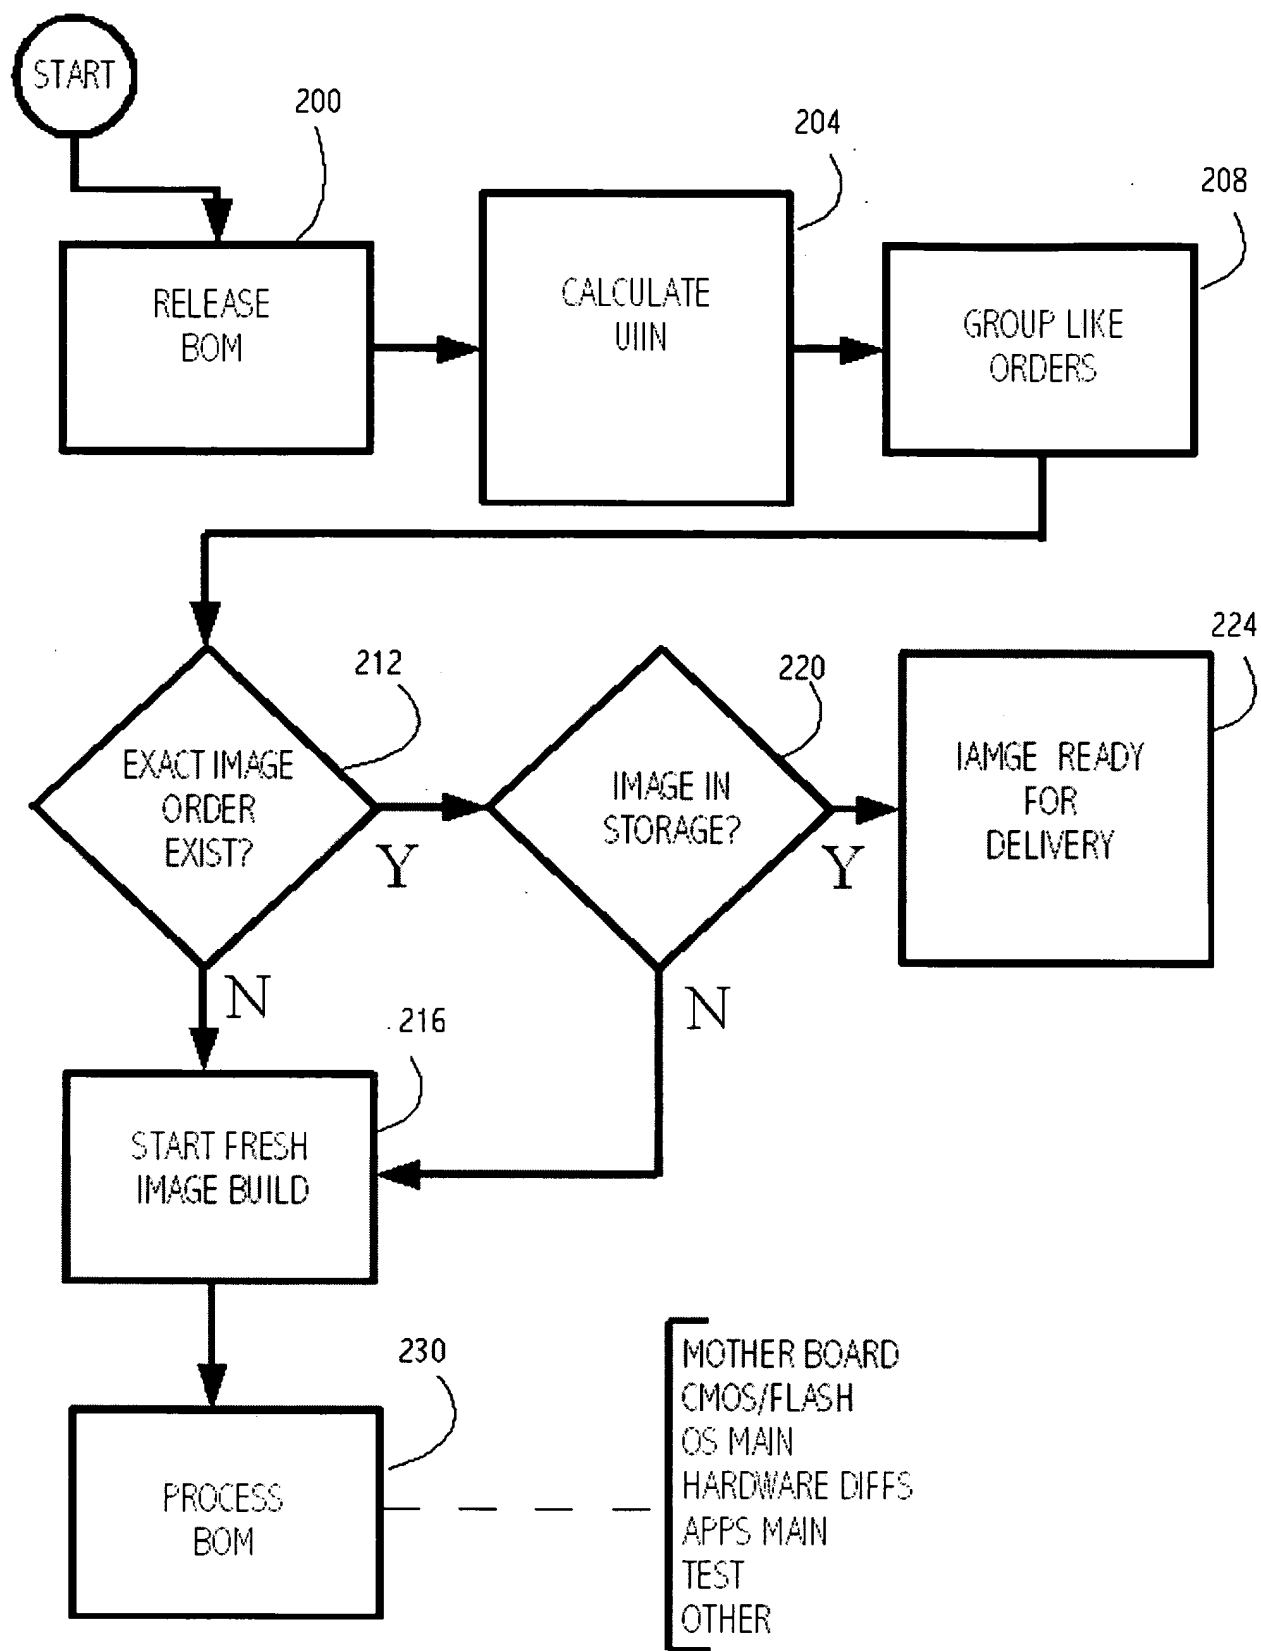 START
200
RELEASE
BOM
204
CALCULATE
UIIN
208
GROUP LIKE
ORDERS
212
EXACT IMAGE
ORDER
EXIST?
Y
N
220
IMAGE IN
STORAGE?
Y
N
224
IAMGE READY
FOR
DELIVERY
216
START FRESH
IMAGE BUILD
230
PROCESS
BOM
MOTHER BOARD
CMOS/FLASH
OS MAIN
HARDWARE DIFFS
APPS MAIN
TEST
OTHER